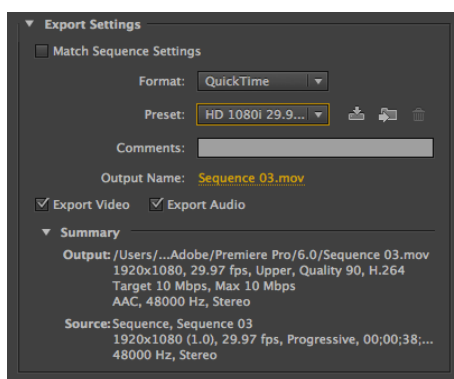 Export Settings
Match Sequence Settings
Format: QuickTime
Preset: HD 1080i 29.9...
Comments:
Output Name: Sequence 03.mov
Export Video Export Audio
Summary
Output: /Users/...Adobe/Premiere Pro/6.0/Sequence 03.mov
1920x1080, 29.97 fps, Upper, Quality 90, H.264
Target 10 Mbps, Max 10 Mbps
AAC, 48000 Hz, Stereo
Source: Sequence, Sequence 03
1920x1080 (1.0), 29.97 fps, Progressive, 00;00;38;...
48000 Hz, Stereo